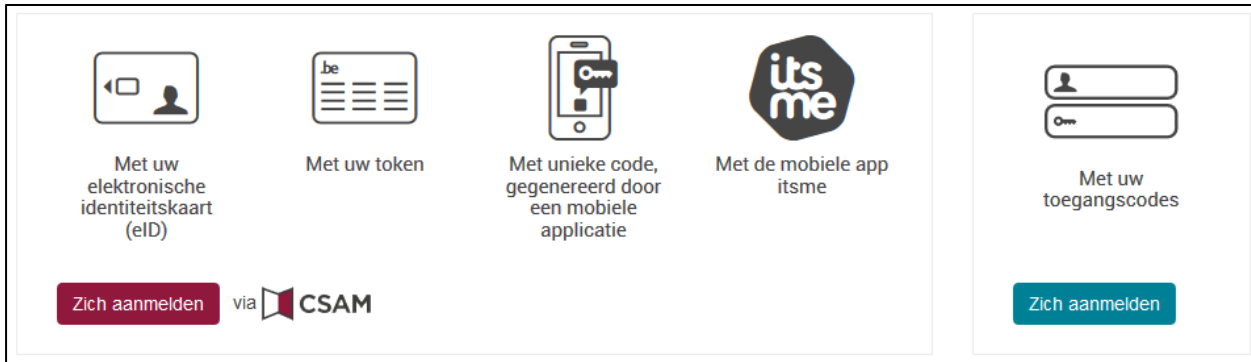 .be
its
me
Met uw
elektronische
identiteitskaart
(eID)
Met uw token
Met unieke code,
gegenereerd door
een mobiele
applicatie
Met de mobiele app
itsme
Zich aanmelden via CSAM
Met uw
toegangscodes
Zich aanmelden